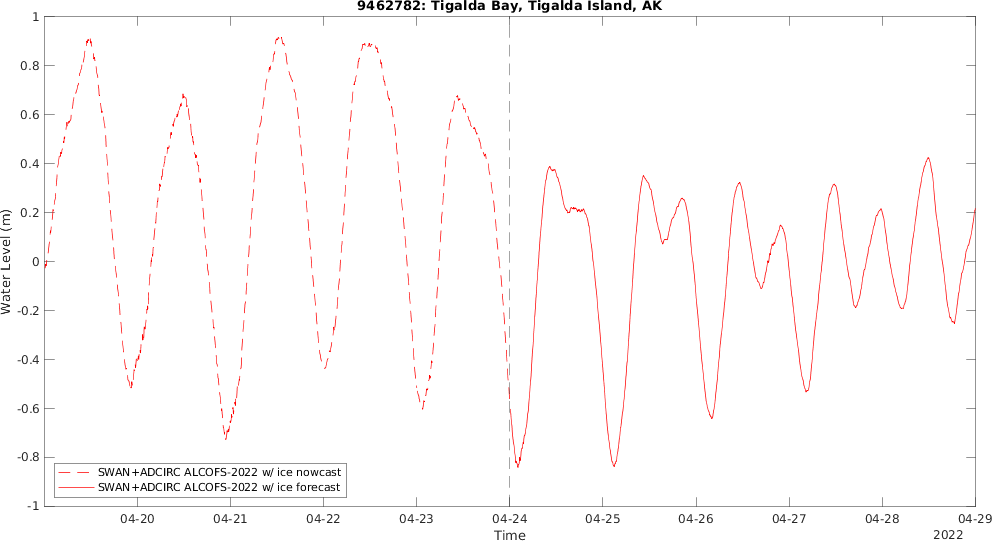 9462782: Tigalda Bay, Tigalda Island, AK
1
0.8
0.6
0.4
0.2
0
-0.2
-0.4
-0.6
-0.8
-1
Water Level (m)
SWAN+ADCIRC ALCOFS-2022 w/ ice nowcast
SWAN+ADCIRC ALCOFS-2022 w/ ice forecast
04-20 04-21 04-22 04-23 04-24 04-25 04-26 04-27 04-28 04-29
Time
2022